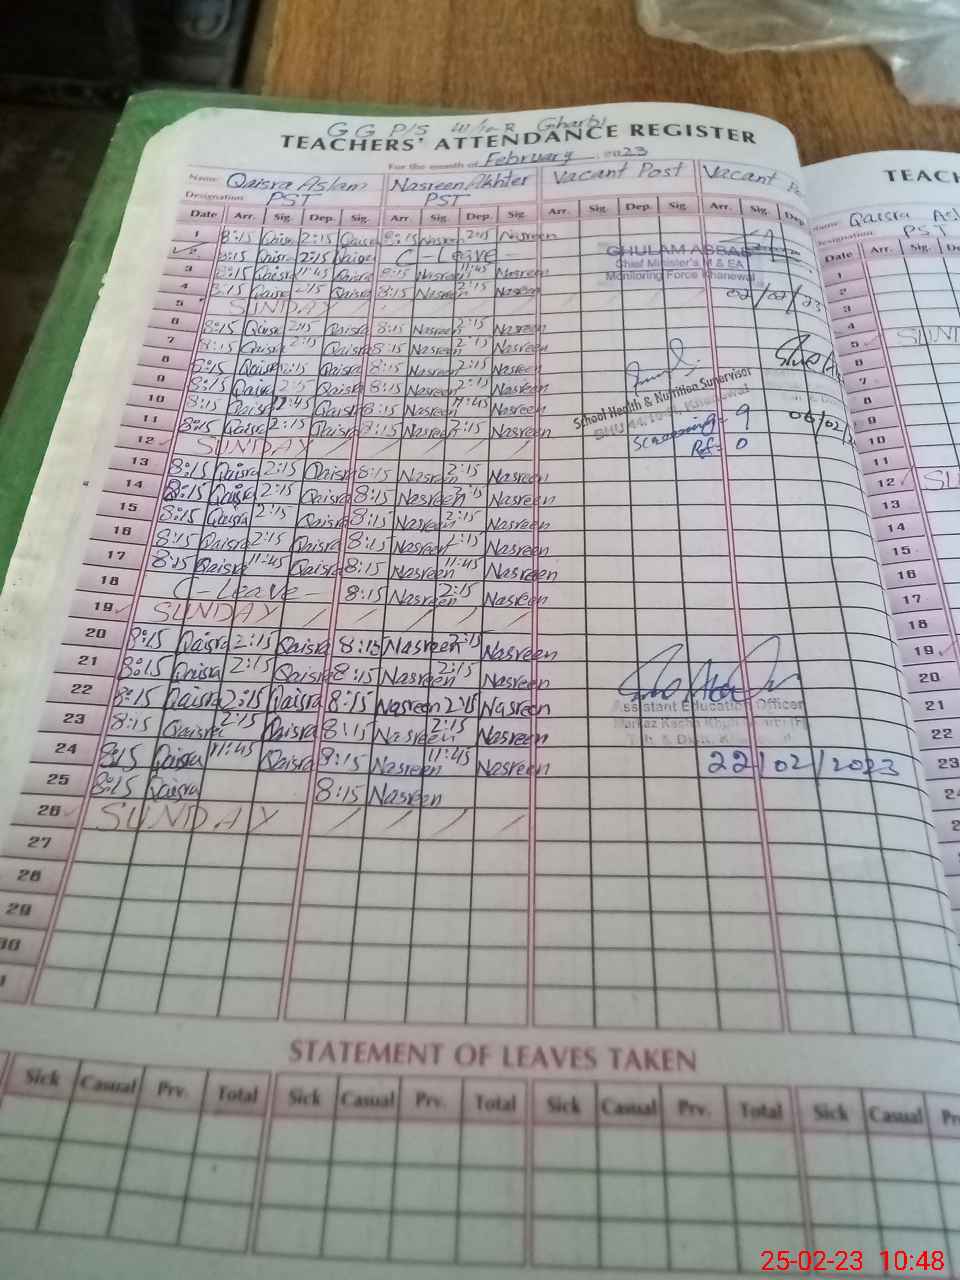 G G P/S W/10-R Gharbi
TEACHERS' ATTENDANCE REGISTER
For the month of February 2023
Name Qaisra Aslam Nasreen Akhter Vacant Post Vacant
Designation PST PST
Date Arr. Sig. Dep. Sig. Arr. Sig. Dep. Sig. Arr. Sig. Dep. Sig. Arr. Sig. Dep.
1 8:15 Qaisra 2:15 Qaisra 8:15 Nasreen 2:15 Nasreen
2 8:15 Qaisra 2:15 Qaisra C-Leave
3 8:15 Qaisra 11:45 Qaisra 8:15 Nasreen 11:45 Nasreen
4 8:15 Qaisra 2:15 Qaisra 8:15 Nasreen 2:15 Nasreen
5 SUNDAY
6 8:15 Qaisra 2:15 Qaisra 8:15 Nasreen 2:15 Nasreen
7 8:15 Qaisra 2:15 Qaisra 8:15 Nasreen 2:15 Nasreen
8 8:15 Qaisra 2:15 Qaisra 8:15 Nasreen 2:15 Nasreen
9 8:15 Qaisra 2:15 Qaisra 8:15 Nasreen 2:15 Nasreen
10 8:15 Qaisra 11:45 Qaisra 8:15 Nasreen 11:45 Nasreen
11 8:15 Qaisra 2:15 Qaisra 8:15 Nasreen 2:15 Nasreen
12 SUNDAY
13 8:15 Qaisra 2:15 Qaisra 8:15 Nasreen 2:15 Nasreen
14 8:15 Qaisra 2:15 Qaisra 8:15 Nasreen 2:15 Nasreen
15 8:15 Qaisra 2:15 Qaisra 8:15 Nasreen 2:15 Nasreen
16 8:15 Qaisra 2:15 Qaisra 8:15 Nasreen 2:15 Nasreen
17 8:15 Qaisra 11:45 Qaisra 8:15 Nasreen 11:45 Nasreen
18 C-Leave 8:15 Nasreen 2:15 Nasreen
19 SUNDAY
20 8:15 Qaisra 2:15 Qaisra 8:15 Nasreen 2:15 Nasreen
21 8:15 Qaisra 2:15 Qaisra 8:15 Nasreen 2:15 Nasreen
22 8:15 Qaisra 2:15 Qaisra 8:15 Nasreen 2:15 Nasreen
23 8:15 Qaisra 2:15 Qaisra 8:15 Nasreen 2:15 Nasreen
24 8:15 Qaisra 11:45 Qaisra 8:15 Nasreen 11:45 Nasreen
25 8:15 Qaisra 8:15 Nasreen
26 SUNDAY
27
28
29
30
GHULAM ABBAS
Chief Minister's M & EA
Monitoring Force Khanewal
02/02/23
School Health & Nutrition Supervisor
Screening= 9
Ref= 0
06/02/2
Assistant Education Officer
22/02/2023
STATEMENT OF LEAVES TAKEN
Sick Casual Prv. Total Sick Casual Prv. Total Sick Casual Prv. Total Sick Casual
TEACH
Name Qaisra Asl
Designation PST
Date Arr. Sig. De
1
2
3
4
5 SUN
6
7
8
9
10
11
12 SU
13
14
15
16
17
18
19
20
21
22
23
25-02-23 10:48